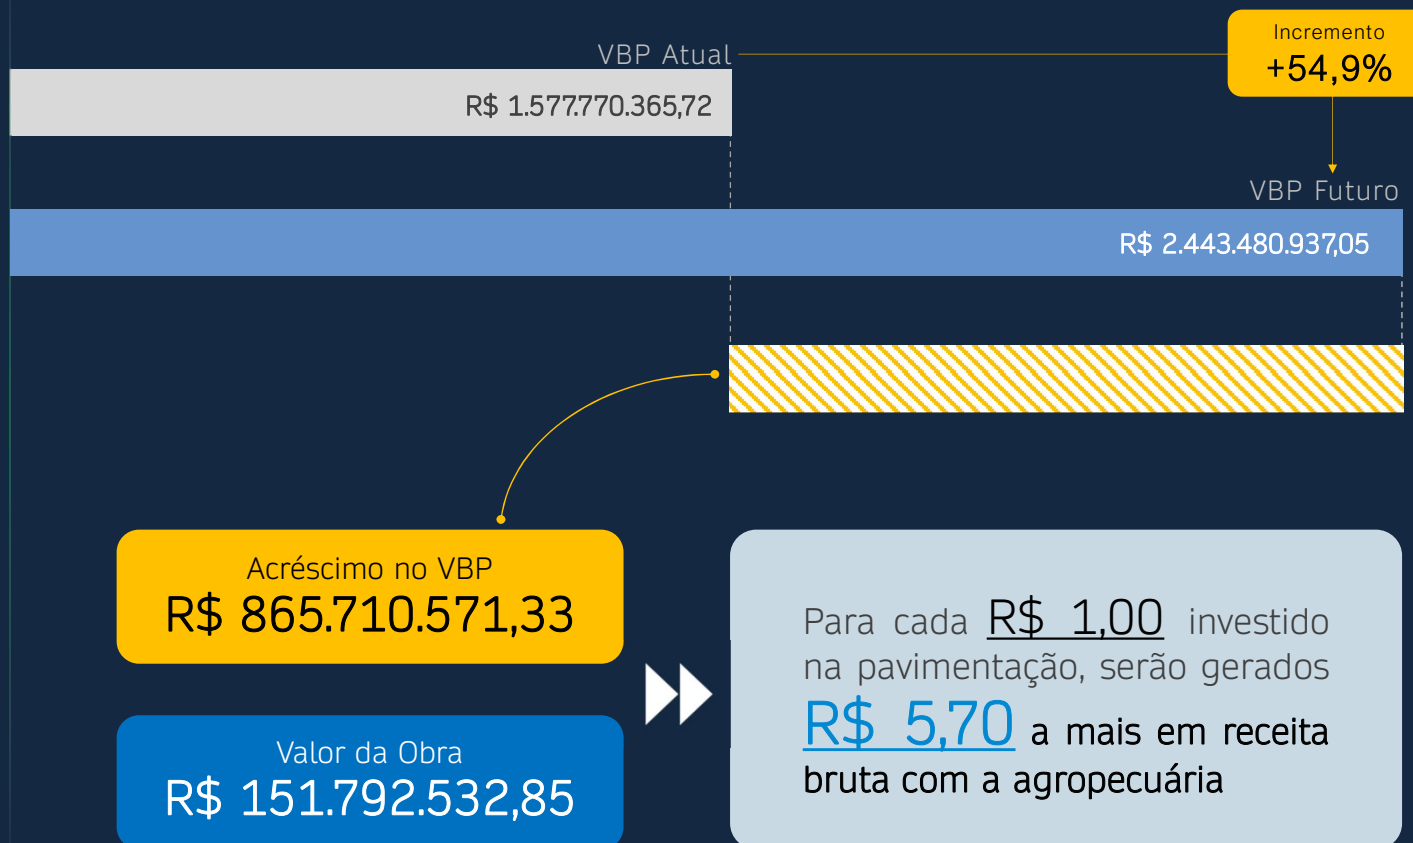 Incremento
+54,9%
VBP Atual
R$ 1.577.770.365,72
VBP Futuro
R$ 2.443.480.937,05
Acréscimo no VBP
R$ 865.710.571,33
Valor da Obra
R$ 151.792.532,85
Para cada R$ 1,00 investido
na pavimentação, serão gerados
R$ 5,70 a mais em receita
bruta com a agropecuária